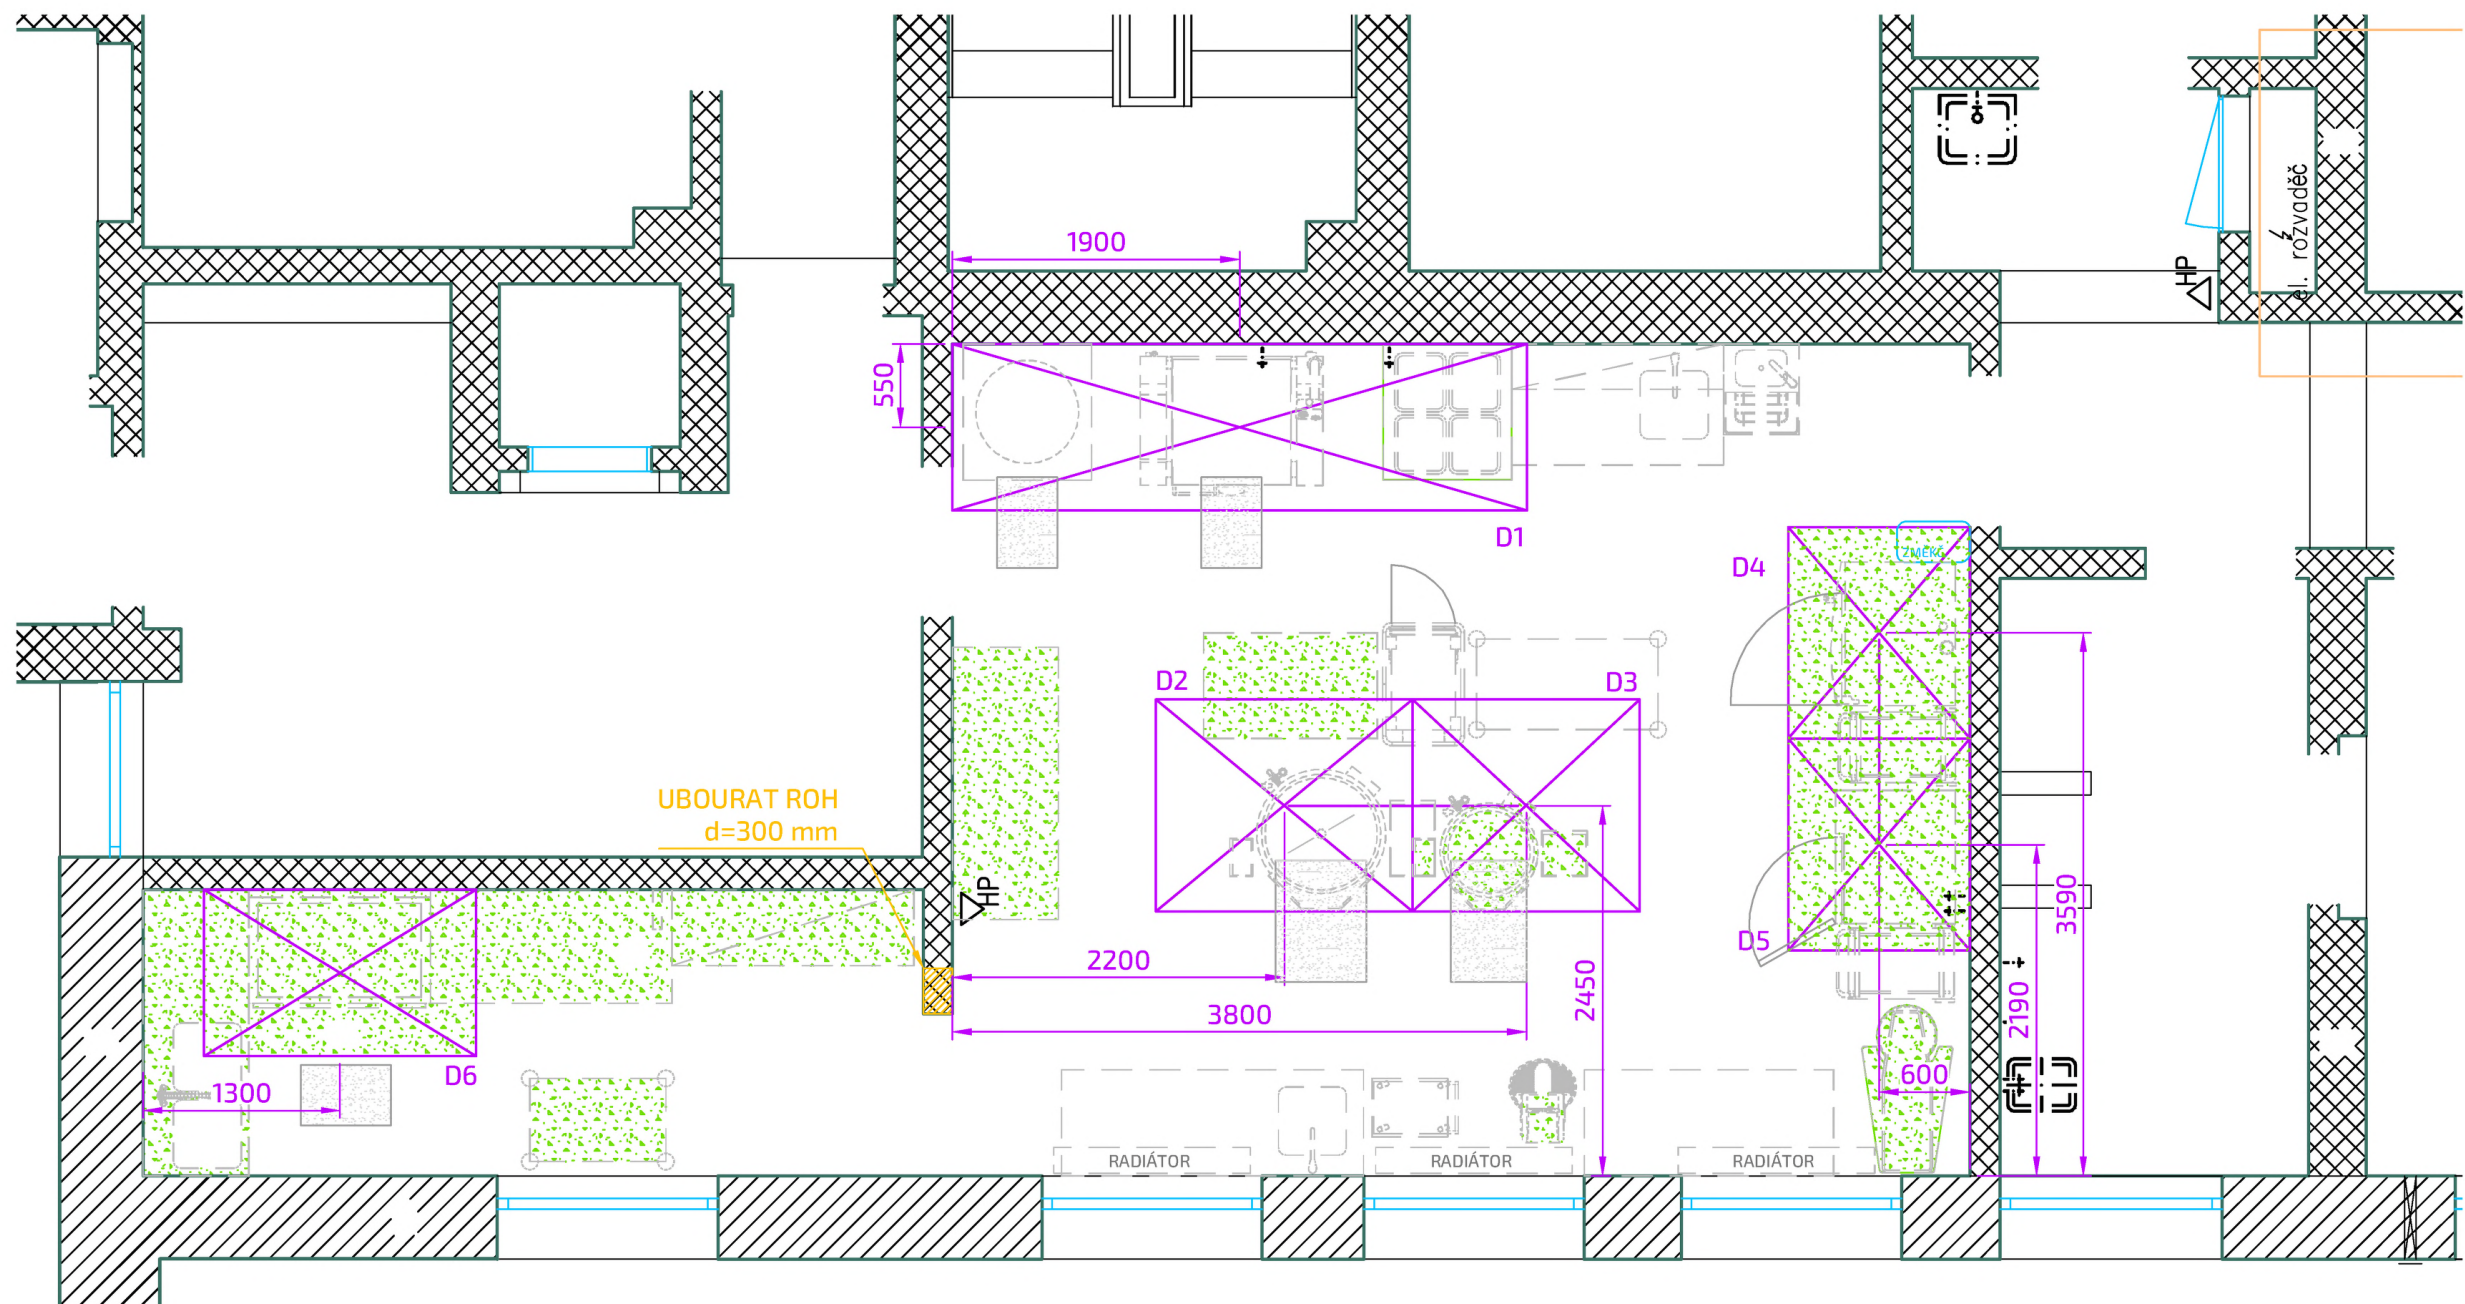 1900
550
D1
HP
el. rozvaděč
ZMĚKČ
D4
D2
D3
UBOURAT ROH
d=300 mm
HP
D5
3590
2200
2450
2190
3800
D6
1300
600
RADIÁTOR
RADIÁTOR
RADIÁTOR